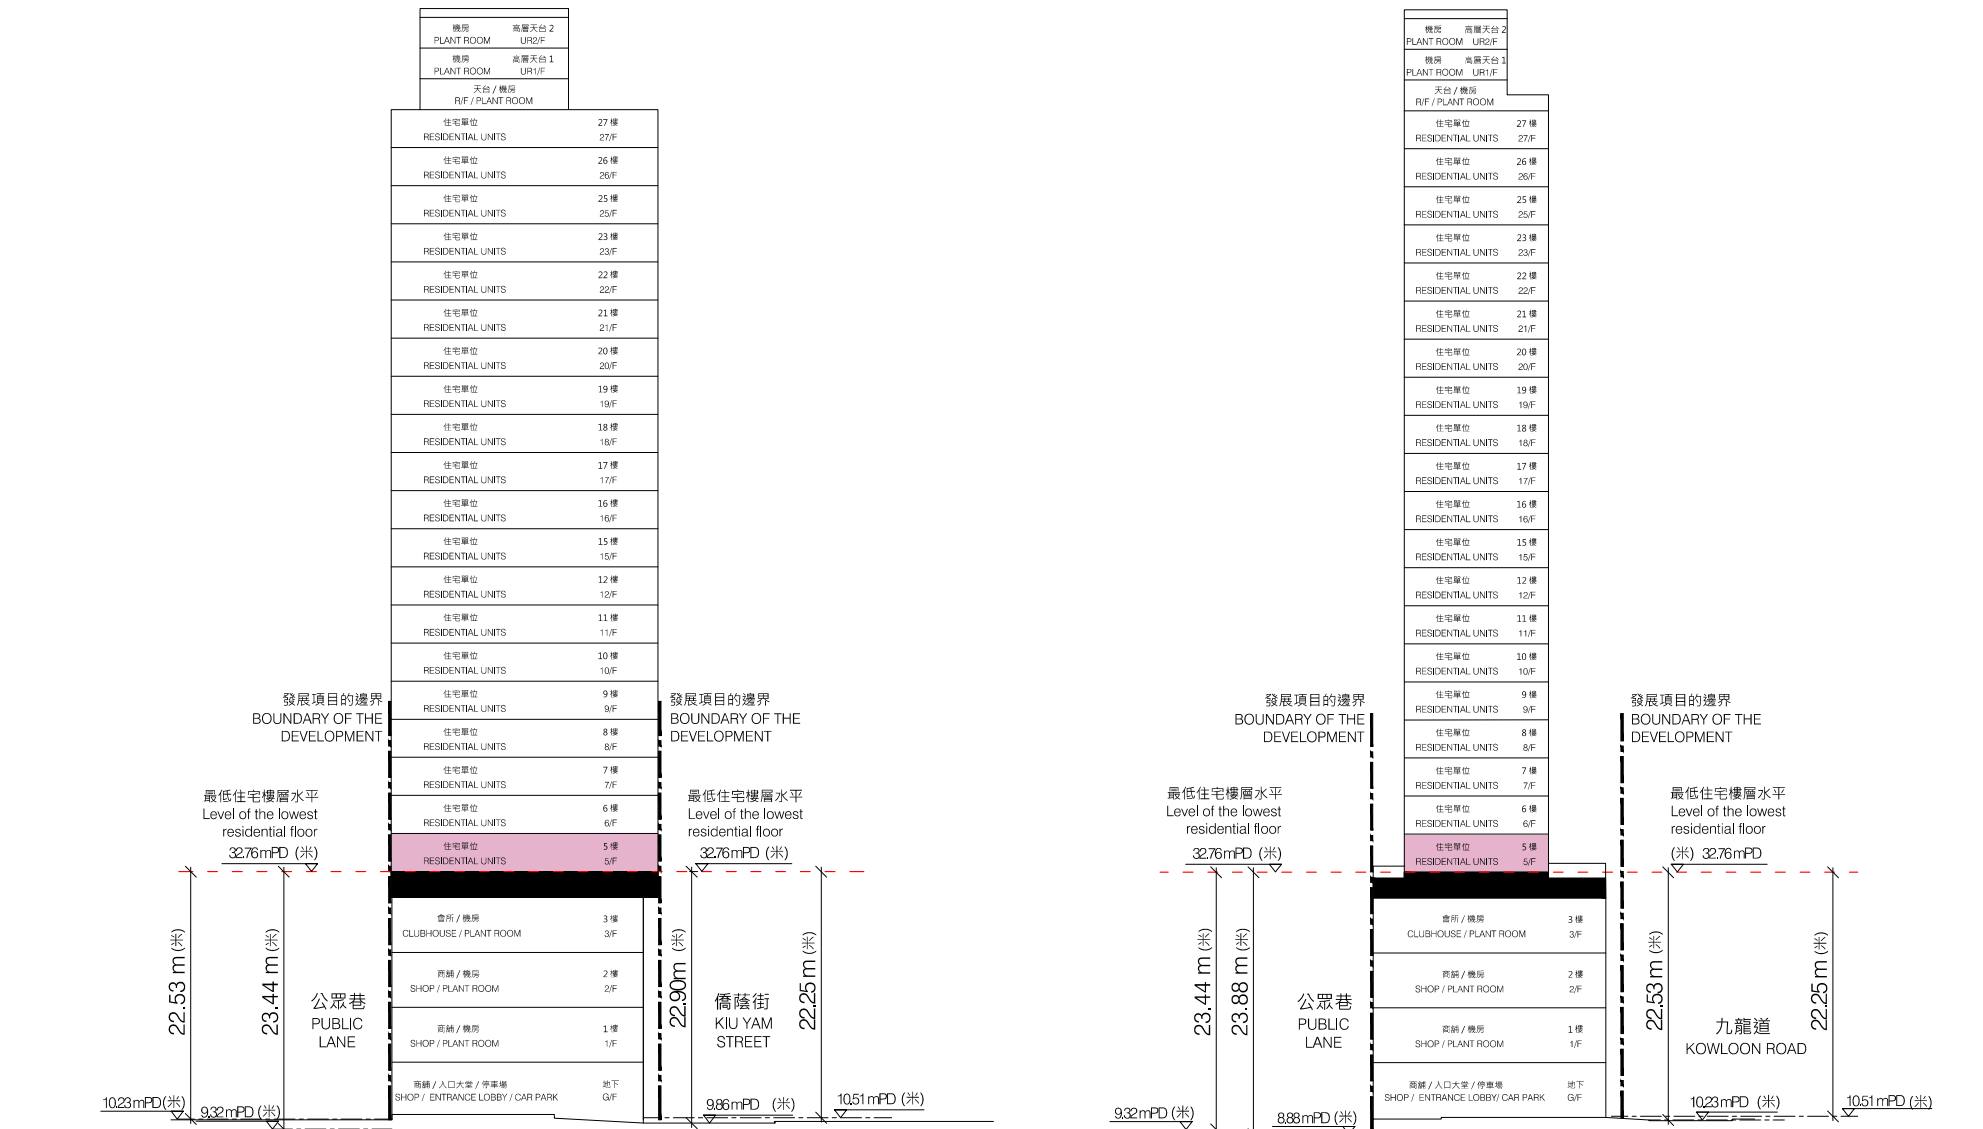 機房 高層天台 2
PLANT ROOM UR2/F
機房 高層天台 1
PLANT ROOM UR1/F
天台 / 機房
R/F / PLANT ROOM
住宅單位 27 樓
RESIDENTIAL UNITS 27/F
住宅單位 26 樓
RESIDENTIAL UNITS 26/F
住宅單位 25 樓
RESIDENTIAL UNITS 25/F
住宅單位 23 樓
RESIDENTIAL UNITS 23/F
住宅單位 22 樓
RESIDENTIAL UNITS 22/F
住宅單位 21 樓
RESIDENTIAL UNITS 21/F
住宅單位 20 樓
RESIDENTIAL UNITS 20/F
住宅單位 19 樓
RESIDENTIAL UNITS 19/F
住宅單位 18 樓
RESIDENTIAL UNITS 18/F
住宅單位 17 樓
RESIDENTIAL UNITS 17/F
住宅單位 16 樓
RESIDENTIAL UNITS 16/F
住宅單位 15 樓
RESIDENTIAL UNITS 15/F
住宅單位 12 樓
RESIDENTIAL UNITS 12/F
住宅單位 11 樓
RESIDENTIAL UNITS 11/F
住宅單位 10 樓
RESIDENTIAL UNITS 10/F
住宅單位 9 樓
RESIDENTIAL UNITS 9/F
住宅單位 8 樓
RESIDENTIAL UNITS 8/F
住宅單位 7 樓
RESIDENTIAL UNITS 7/F
住宅單位 6 樓
RESIDENTIAL UNITS 6/F
住宅單位 5 樓
RESIDENTIAL UNITS 5/F
會所 / 機房 3 樓
CLUBHOUSE / PLANT ROOM 3/F
商舖 / 機房 2 樓
SHOP / PLANT ROOM 2/F
商舖 / 機房 1 樓
SHOP / PLANT ROOM 1/F
商舖 / 入口大堂 / 停車場 地下
SHOP / ENTRANCE LOBBY / CAR PARK G/F
發展項目的邊界
BOUNDARY OF THE
DEVELOPMENT
最低住宅樓層水平
Level of the lowest
residential floor
32.76 mPD (米)
22.53 m (米)
23.44 m (米)
公眾巷
PUBLIC
LANE
10.23 mPD (米)
9.32 mPD (米)
發展項目的邊界
BOUNDARY OF THE
DEVELOPMENT
最低住宅樓層水平
Level of the lowest
residential floor
32.76 mPD (米)
22.90m (米)
僑蔭街
KIU YAM
STREET
22.25 m (米)
9.86 mPD (米)
10.51 mPD (米)
機房 高層天台 2
PLANT ROOM UR2/F
機房 高層天台 1
PLANT ROOM UR1/F
天台 / 機房
R/F / PLANT ROOM
住宅單位 27 樓
RESIDENTIAL UNITS 27/F
住宅單位 26 樓
RESIDENTIAL UNITS 26/F
住宅單位 25 樓
RESIDENTIAL UNITS 25/F
住宅單位 23 樓
RESIDENTIAL UNITS 23/F
住宅單位 22 樓
RESIDENTIAL UNITS 22/F
住宅單位 21 樓
RESIDENTIAL UNITS 21/F
住宅單位 20 樓
RESIDENTIAL UNITS 20/F
住宅單位 19 樓
RESIDENTIAL UNITS 19/F
住宅單位 18 樓
RESIDENTIAL UNITS 18/F
住宅單位 17 樓
RESIDENTIAL UNITS 17/F
住宅單位 16 樓
RESIDENTIAL UNITS 16/F
住宅單位 15 樓
RESIDENTIAL UNITS 15/F
住宅單位 12 樓
RESIDENTIAL UNITS 12/F
住宅單位 11 樓
RESIDENTIAL UNITS 11/F
住宅單位 10 樓
RESIDENTIAL UNITS 10/F
住宅單位 9 樓
RESIDENTIAL UNITS 9/F
住宅單位 8 樓
RESIDENTIAL UNITS 8/F
住宅單位 7 樓
RESIDENTIAL UNITS 7/F
住宅單位 6 樓
RESIDENTIAL UNITS 6/F
住宅單位 5 樓
RESIDENTIAL UNITS 5/F
會所 / 機房 3 樓
CLUBHOUSE / PLANT ROOM 3/F
商舖 / 機房 2 樓
SHOP / PLANT ROOM 2/F
商舖 / 機房 1 樓
SHOP / PLANT ROOM 1/F
商舖 / 入口大堂 / 停車場 地下
SHOP / ENTRANCE LOBBY/ CAR PARK G/F
發展項目的邊界
BOUNDARY OF THE
DEVELOPMENT
最低住宅樓層水平
Level of the lowest
residential floor
32.76 mPD (米)
23.44 m (米)
23.88 m (米)
公眾巷
PUBLIC
LANE
9.32 mPD (米)
8.88 mPD (米)
發展項目的邊界
BOUNDARY OF THE
DEVELOPMENT
最低住宅樓層水平
Level of the lowest
residential floor
(米) 32.76 mPD
22.53 m (米)
九龍道
KOWLOON ROAD
22.25 m (米)
10.23 mPD (米)
10.51 mPD (米)